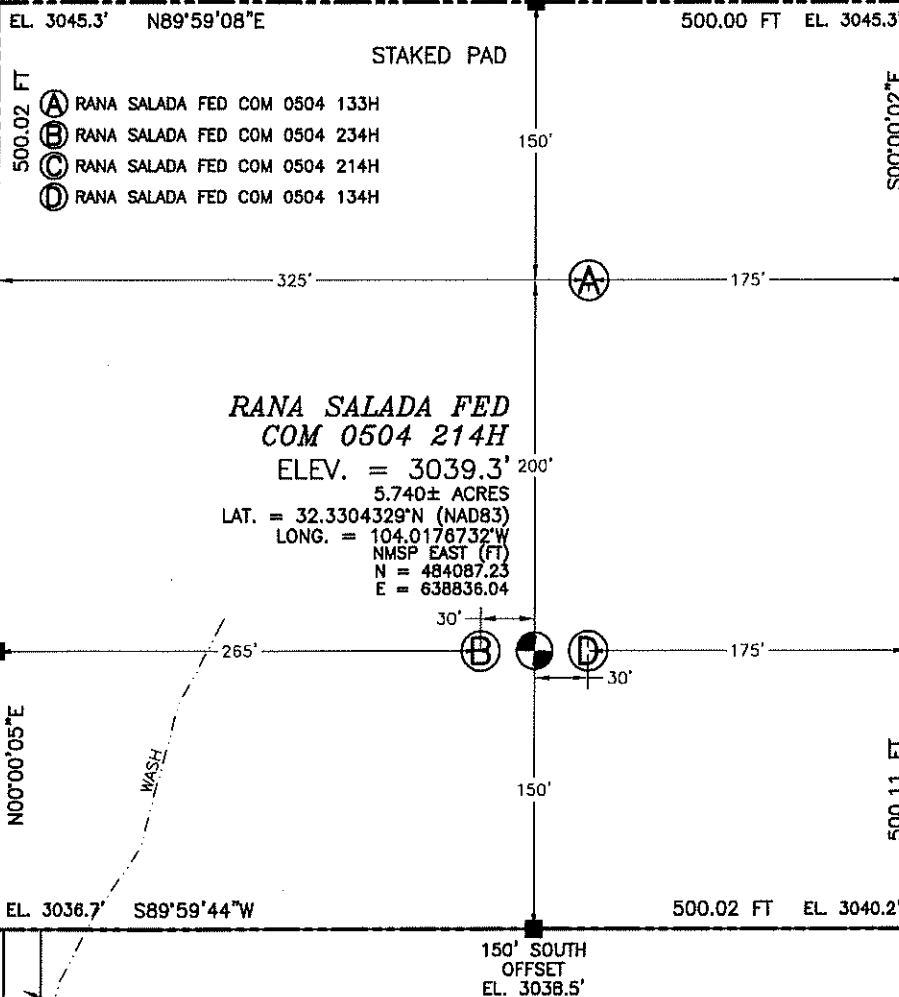 EL. 3045.3' N89°59'08"E 500.00 FT EL. 3045.3'
STAKED PAD
500.02 FT
S00°00'02"E
A RANA SALADA FED COM 0504 133H
B RANA SALADA FED COM 0504 234H
C RANA SALADA FED COM 0504 214H
D RANA SALADA FED COM 0504 134H
150'
325'
A
175'
RANA SALADA FED
COM 0504 214H
ELEV. = 3039.3'
200'
5.740± ACRES
LAT. = 32.3304329°N (NAD83)
LONG. = 104.0176732°W
NMSP EAST (FT)
N = 484087.23
E = 638836.04
30'
265'
B
D
175'
30'
N00°00'05"E
WASH
150'
500.11 FT
EL. 3036.7' S89°59'44"W 500.02 FT EL. 3040.2'
150' SOUTH
OFFSET
EL. 3038.5'